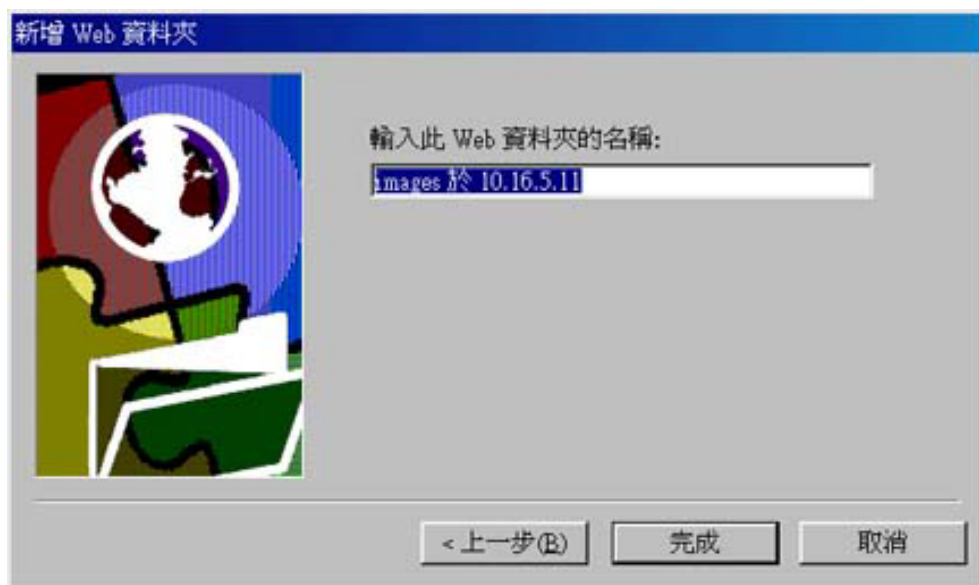 新增 Web 資料夾
輸入此 Web 資料夾的名稱:
images 於 10.16.5.11
< 上一步(B)
完成
取消